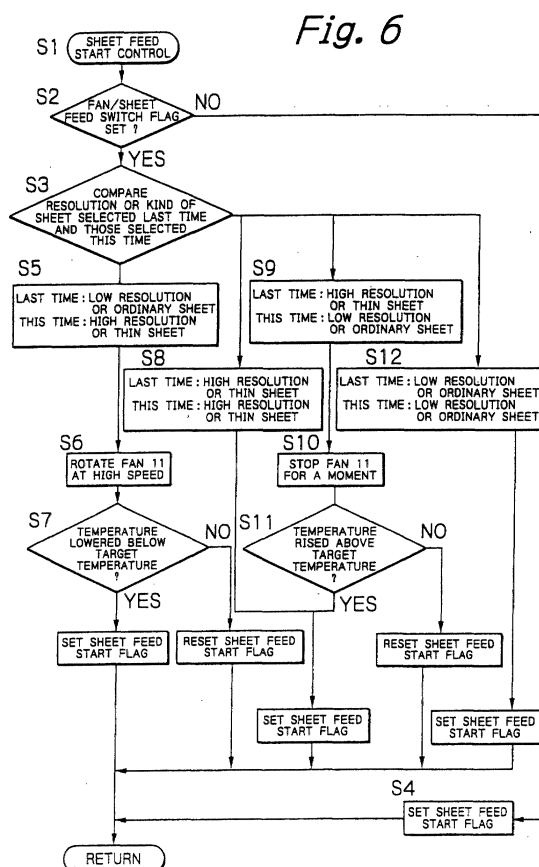 Fig. 6
S1
SHEET FEED
START CONTROL
S2
FAN/SHEET
FEED SWITCH FLAG
SET ?
NO
YES
S3
COMPARE
RESOLUTION OR KIND OF
SHEET SELECTED LAST TIME
AND THOSE SELECTED
THIS TIME
S5
LAST TIME : LOW RESOLUTION
OR ORDINARY SHEET
THIS TIME : HIGH RESOLUTION
OR THIN SHEET
S9
LAST TIME : HIGH RESOLUTION
OR THIN SHEET
THIS TIME : LOW RESOLUTION
OR ORDINARY SHEET
S8
LAST TIME : HIGH RESOLUTION
OR THIN SHEET
THIS TIME : HIGH RESOLUTION
OR THIN SHEET
S12
LAST TIME : LOW RESOLUTION
OR ORDINARY SHEET
THIS TIME : LOW RESOLUTION
OR ORDINARY SHEET
S6
ROTATE FAN 11
AT HIGH SPEED
S10
STOP FAN 11
FOR A MOMENT
S7
TEMPERATURE
LOWERED BELOW
TARGET
TEMPERATURE
?
NO
YES
S11
TEMPERATURE
RISED ABOVE
TARGET
TEMPERATURE
?
NO
YES
SET SHEET FEED
START FLAG
RESET SHEET FEED
START FLAG
RESET SHEET FEED
START FLAG
SET SHEET FEED
START FLAG
SET SHEET FEED
START FLAG
S4
SET SHEET FEED
START FLAG
RETURN